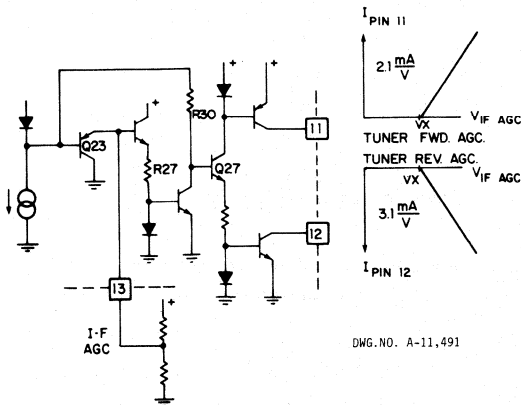 I PIN 11
2.1 mA/V
VX
V IF AGC
TUNER FWD. AGC.
TUNER REV. AGC.
V IF AGC
VX
3.1 mA/V
I PIN 12
+
+
+
R30
Q23
R27
Q27
11
12
13
+
I-F
AGC
DWG.NO. A-11,491